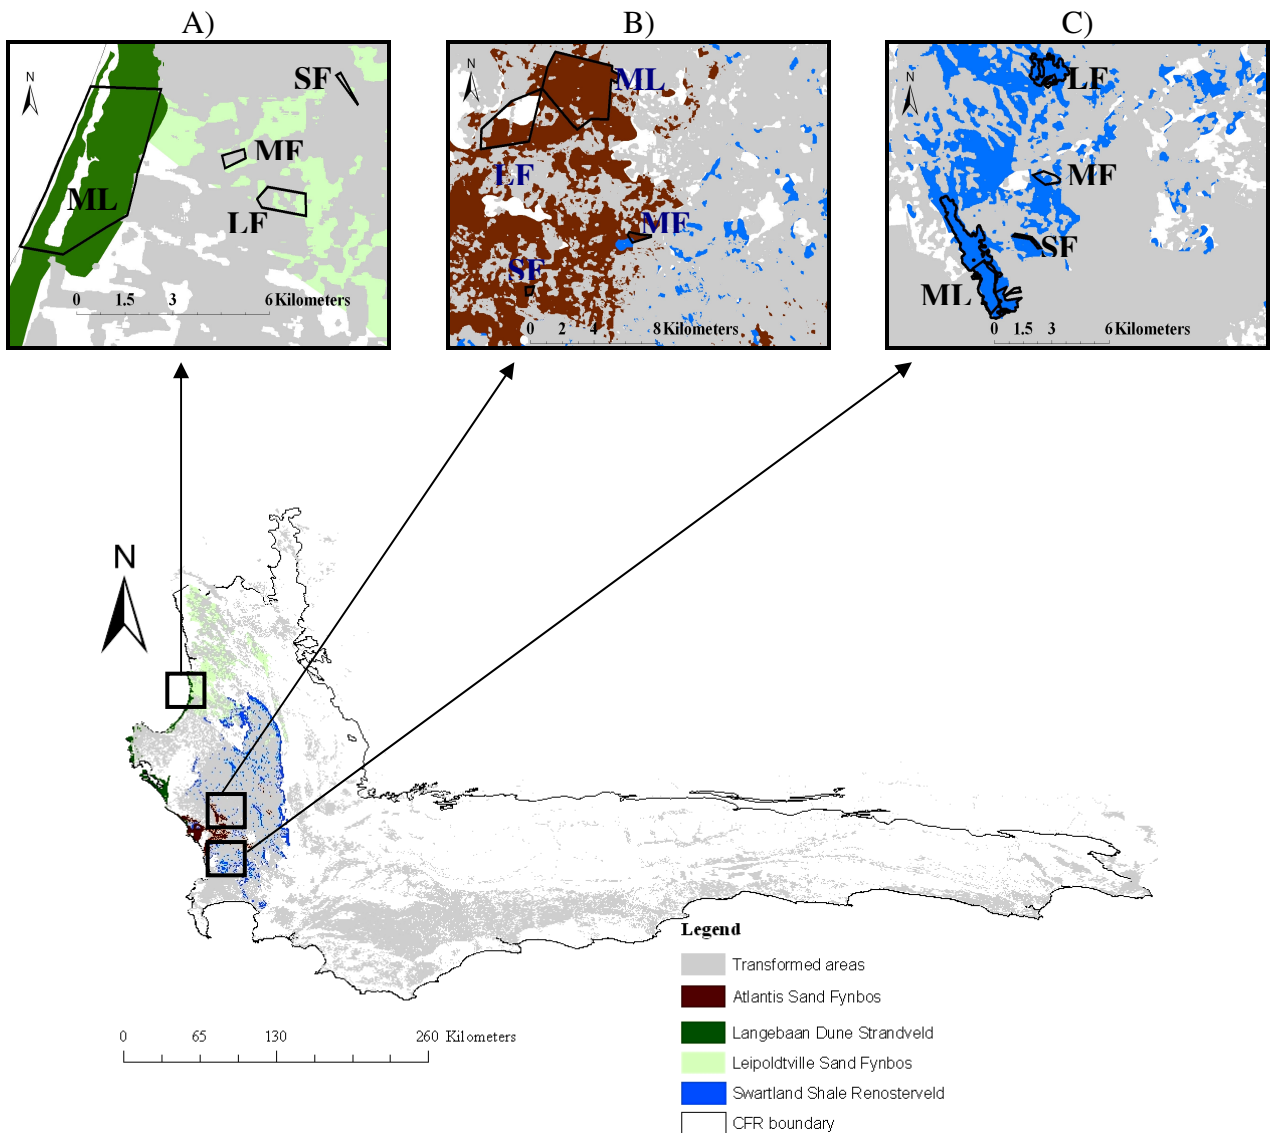 A)
B)
C)
N
SF
MF
ML
LF
0 1.5 3 6 Kilometers
N
ML
LF
MF
SF
0 2 4 8 Kilometers
N
LF
MF
SF
ML
0 1.5 3 6 Kilometers
N
Legend
Transformed areas
Atlantis Sand Fynbos
Langebaan Dune Strandveld
Leipoldtville Sand Fynbos
Swartland Shale Renosterveld
CFR boundary
0 65 130 260 Kilometers